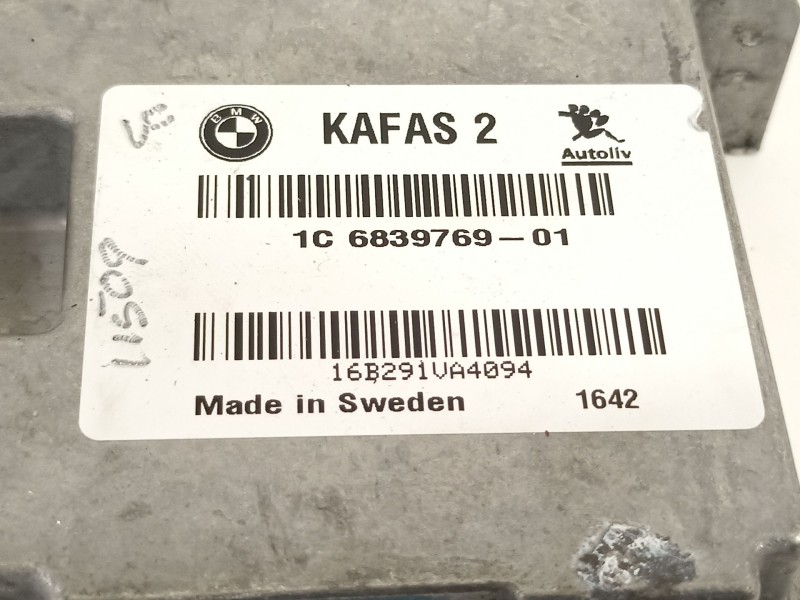 BMW
KAFAS 2
Autoliv
1C 6839769-01
16B291VA4094
Made in Sweden 1642